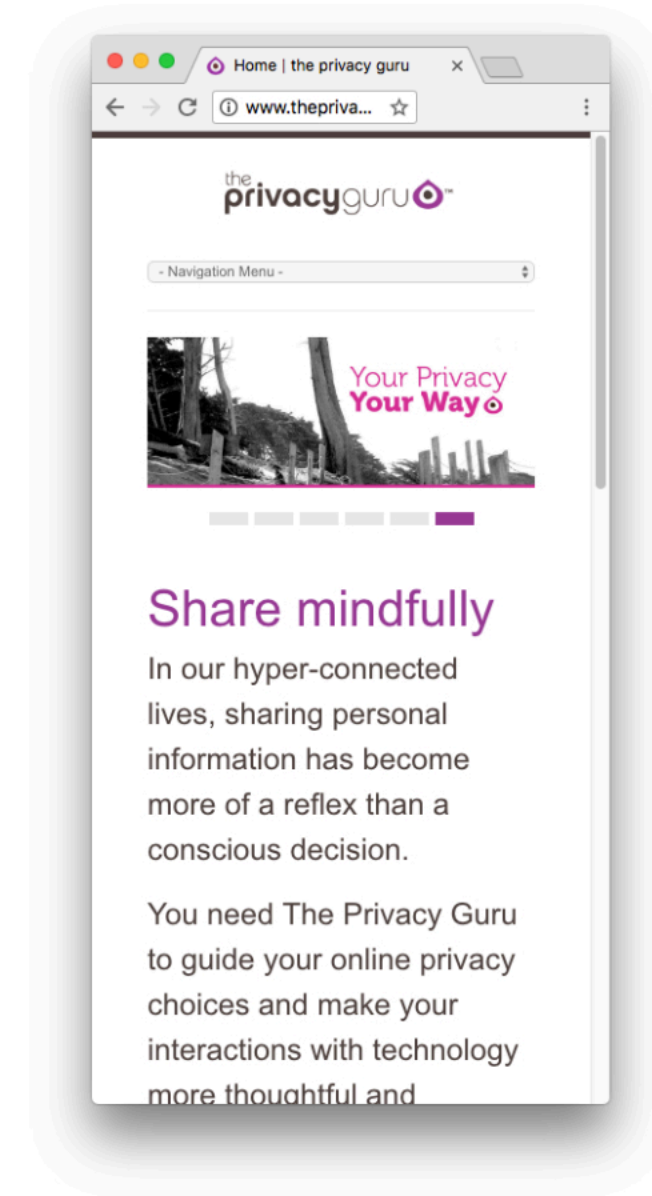 Home | the privacy guru
www.thepriva...
the
privacyguru™
- Navigation Menu -
Your Privacy
Your Way
Share mindfully
In our hyper-connected
lives, sharing personal
information has become
more of a reflex than a
conscious decision.
You need The Privacy Guru
to guide your online privacy
choices and make your
interactions with technology
more thoughtful and